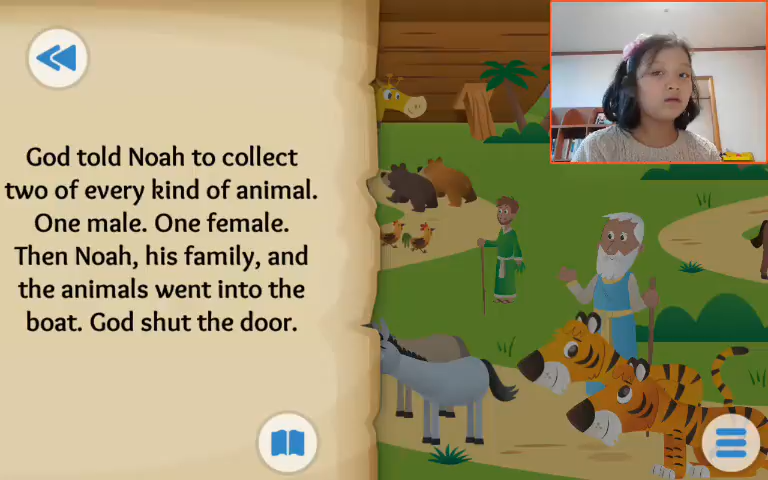 God told Noah to collect
two of every kind of animal.
One male. One female.
Then Noah, his family, and
the animals went into the
boat. God shut the door.